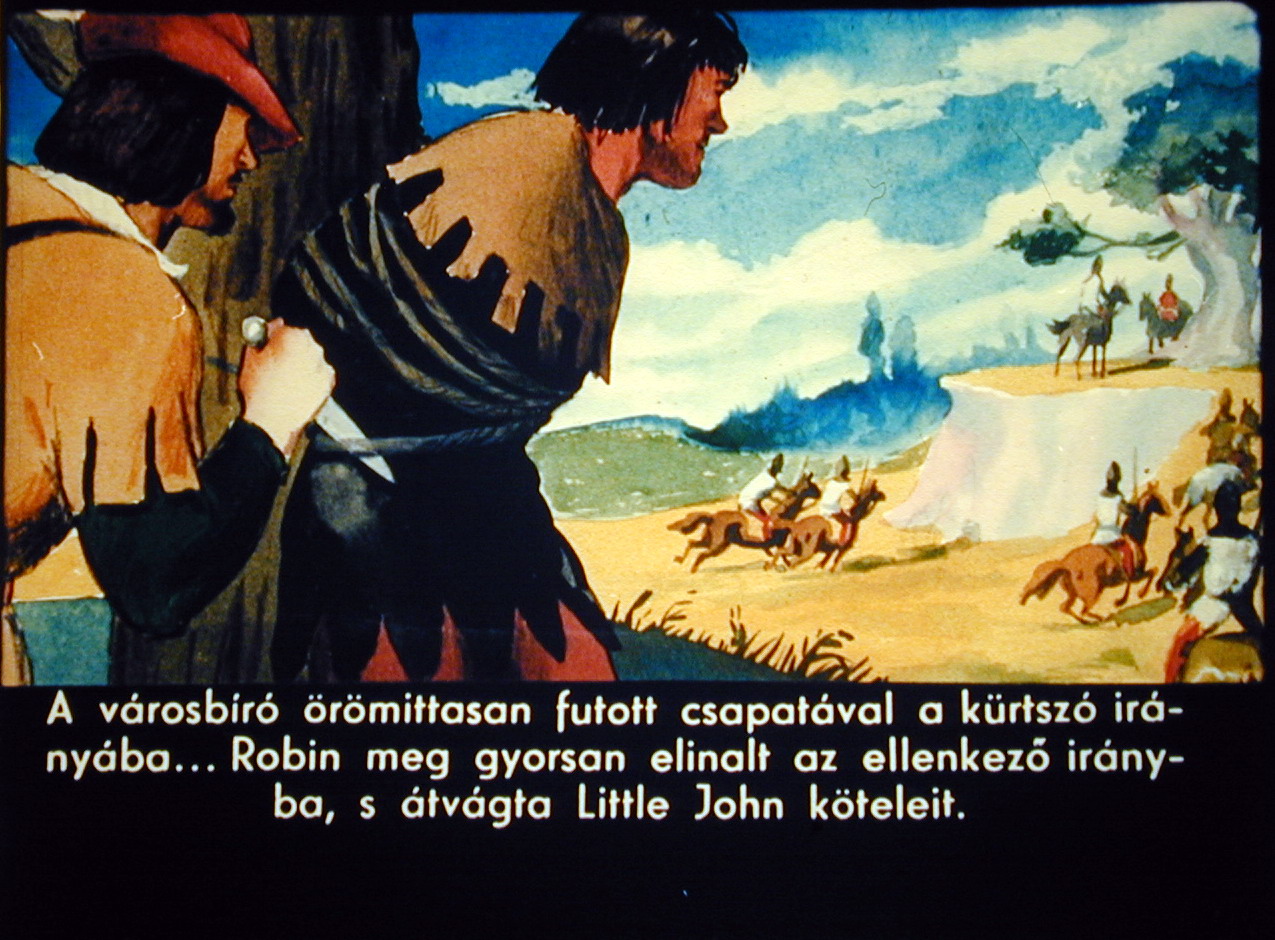 A városbíró örömittasan futott csapatával a kürtszó irá-
nyába... Robin meg gyorsan elinalt az ellenkező irány-
ba, s átvágta Little John köteleit.